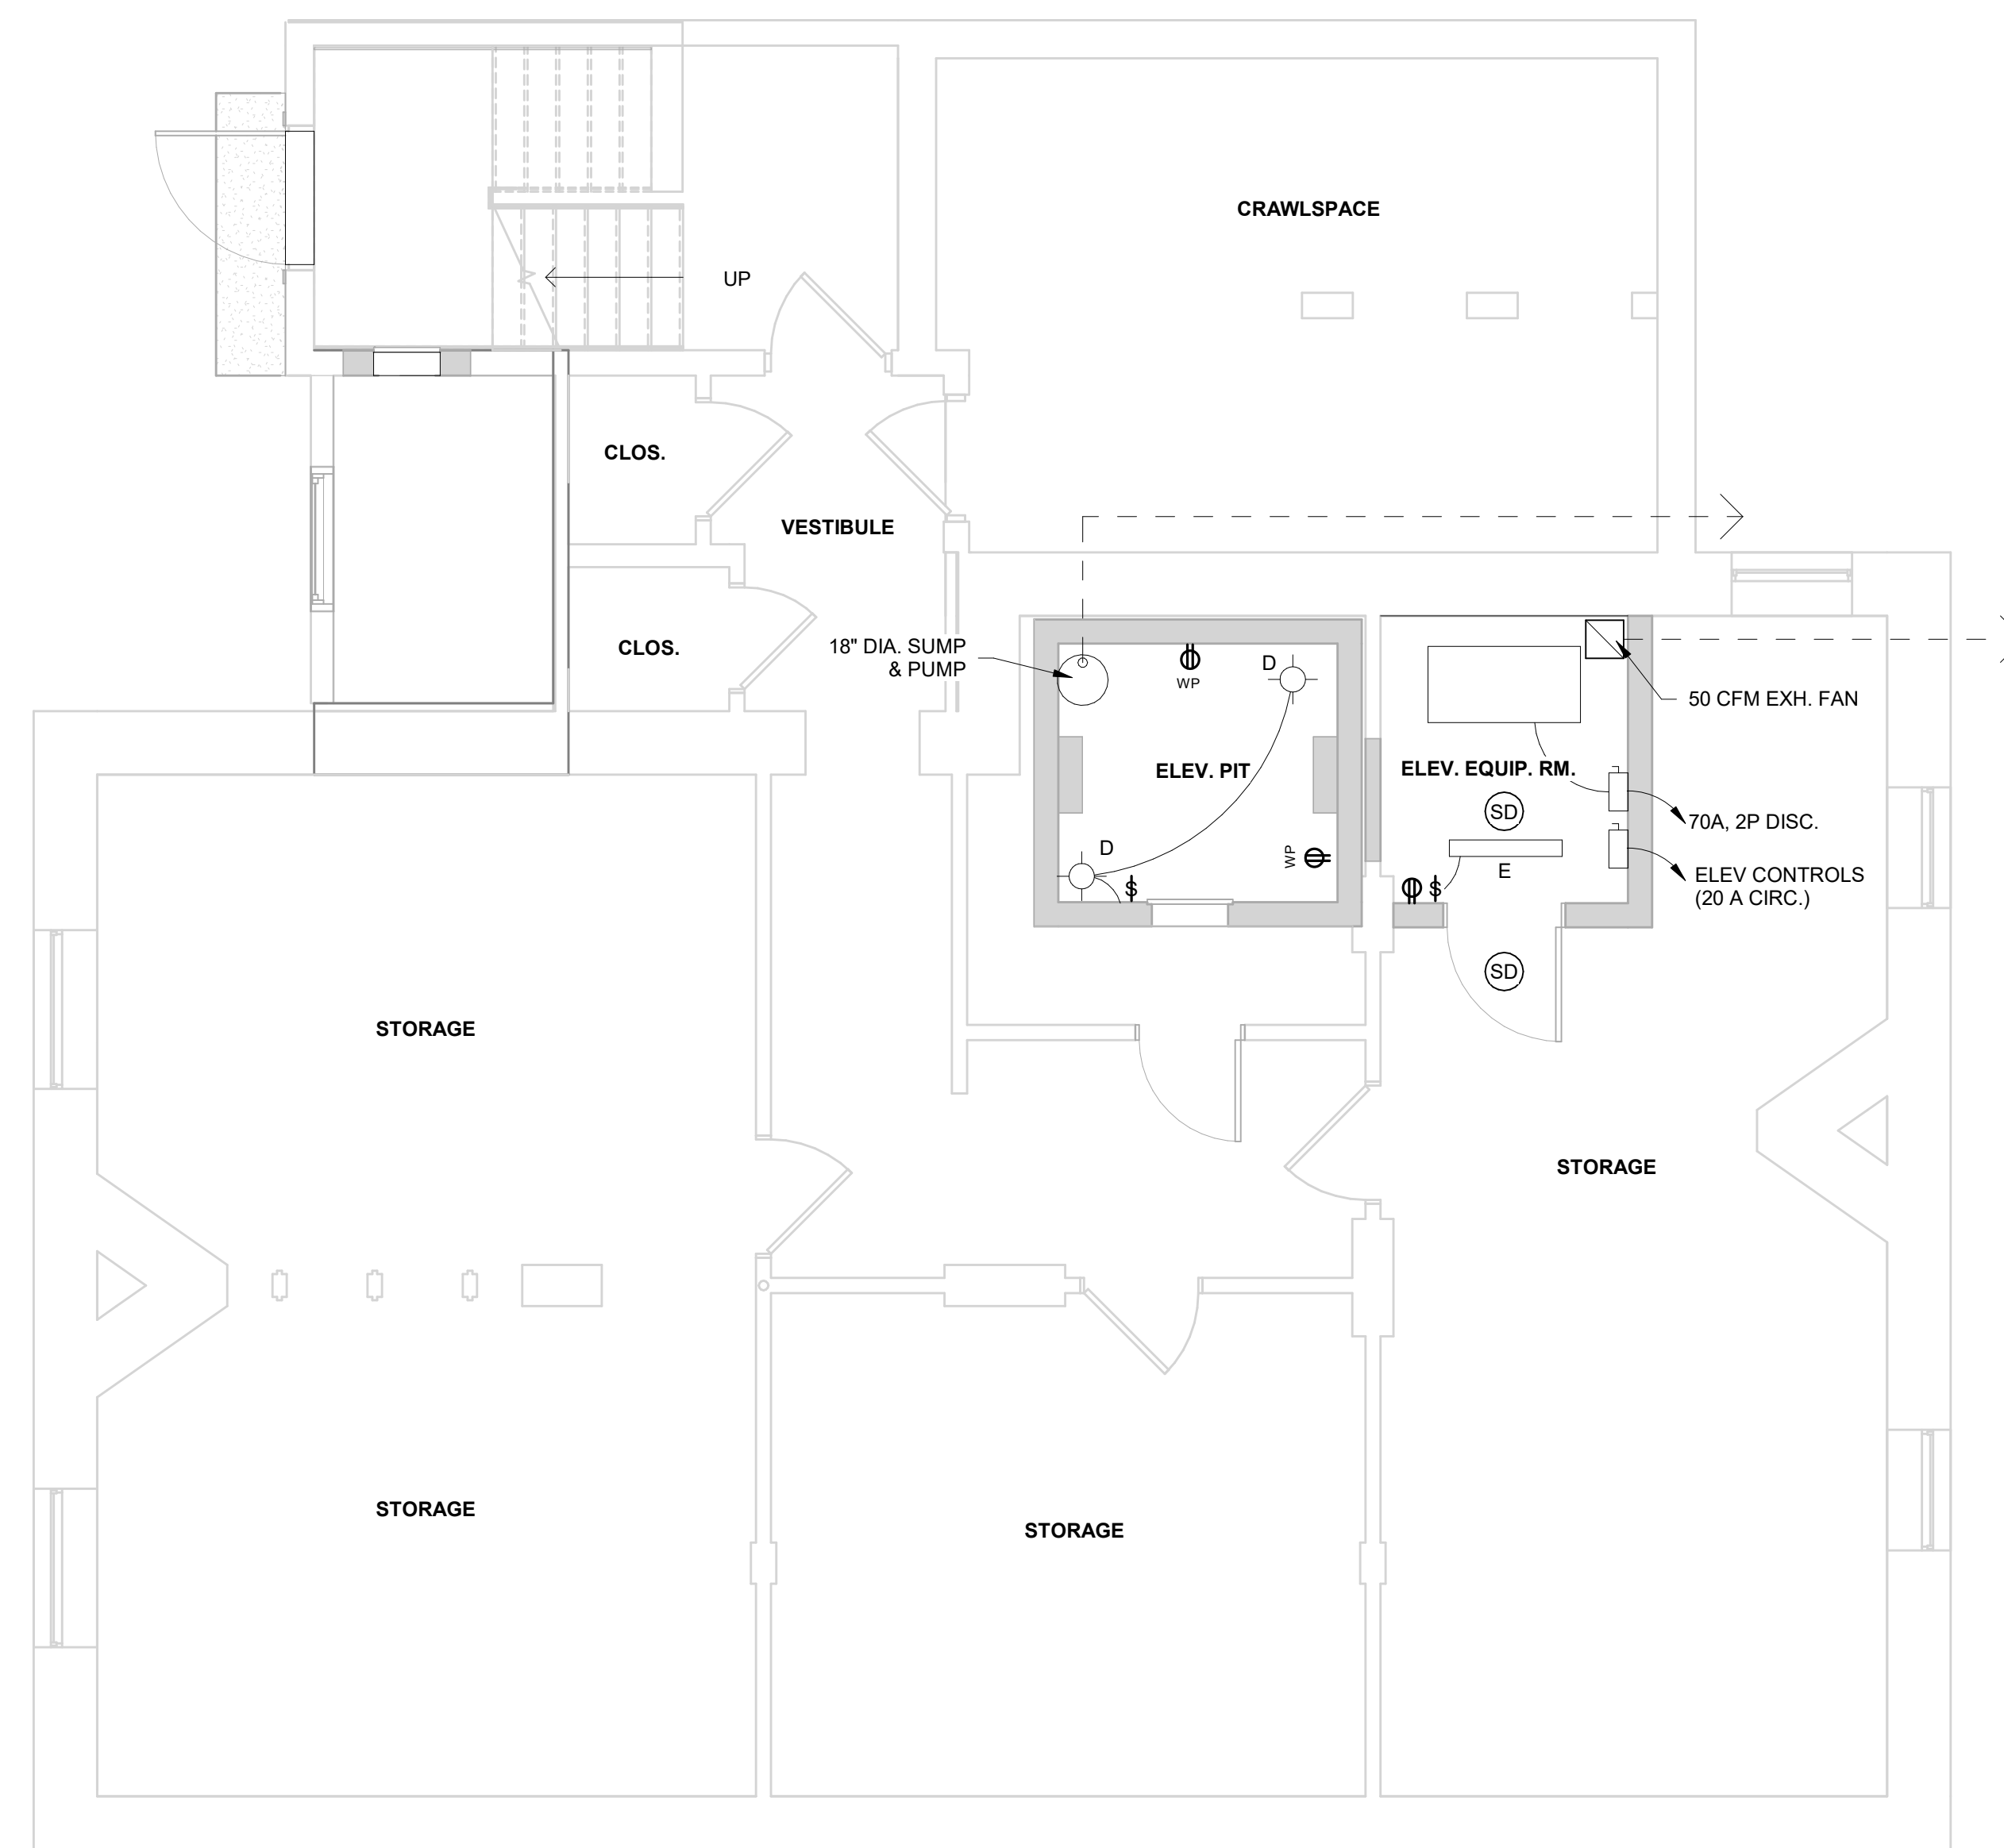 CRAWLSPACE
UP
CLOS.
VESTIBULE
CLOS.
18" DIA. SUMP
& PUMP
WP
D
50 CFM EXH. FAN
ELEV. PIT
ELEV. EQUIP. RM.
SD
70A, 2P DISC.
D
WP
E
ELEV CONTROLS
(20 A CIRC.)
$
$
SD
STORAGE
STORAGE
STORAGE
STORAGE